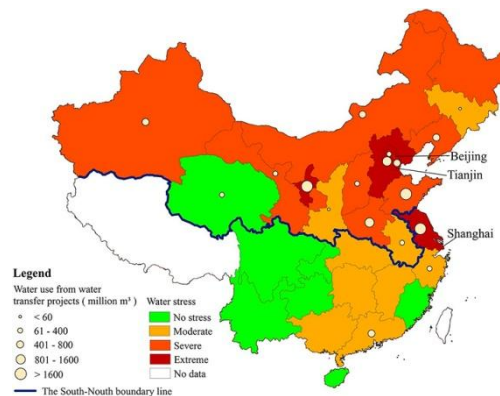 Beijing
Tianjin
Shanghai
Legend
Water use from water
transfer projects ( million m³ )
< 60
61 - 400
401 - 800
801 - 1600
> 1600
Water stress
No stress
Moderate
Severe
Extreme
No data
The South-Nouth boundary line